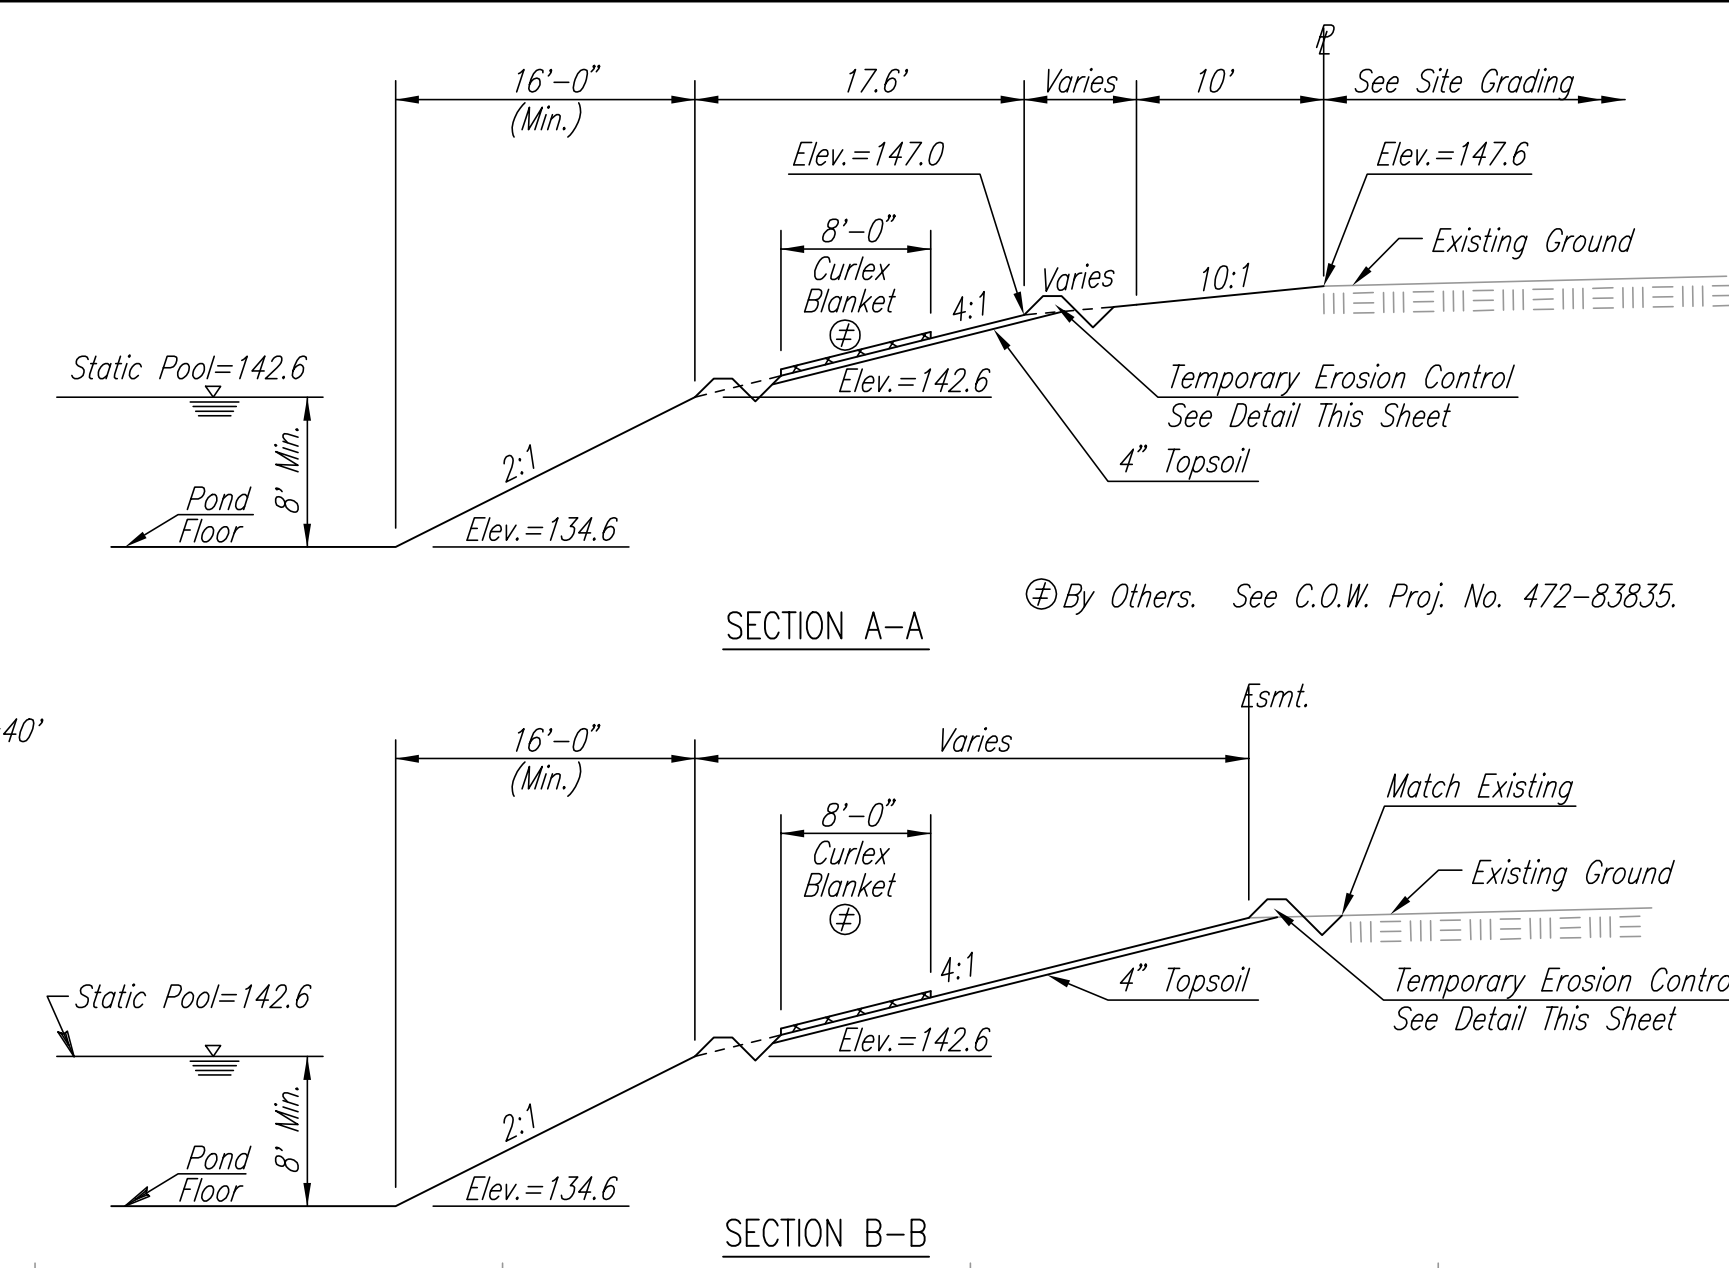 PL
16'-0" 17.6' Varies 10' See Site Grading
(Min.)
Elev.=147.0 Elev.=147.6
8'-0"
Existing Ground
Curlex
Blanket
Varies
10:1
4:1
Static Pool=142.6
Elev.=142.6
Temporary Erosion Control
See Detail This Sheet
8' Min.
2:1
4" Topsoil
Pond
Floor
Elev.=134.6
By Others. See C.O.W. Proj. No. 472-83835.
SECTION A-A
Esmt.
40'
16'-0" Varies
(Min.)
Match Existing
8'-0"
Curlex
Blanket
Existing Ground
4:1
4" Topsoil
Static Pool=142.6
Temporary Erosion Contro
See Detail This Sheet
Elev.=142.6
8' Min.
2:1
Pond
Floor
Elev.=134.6
SECTION B-B